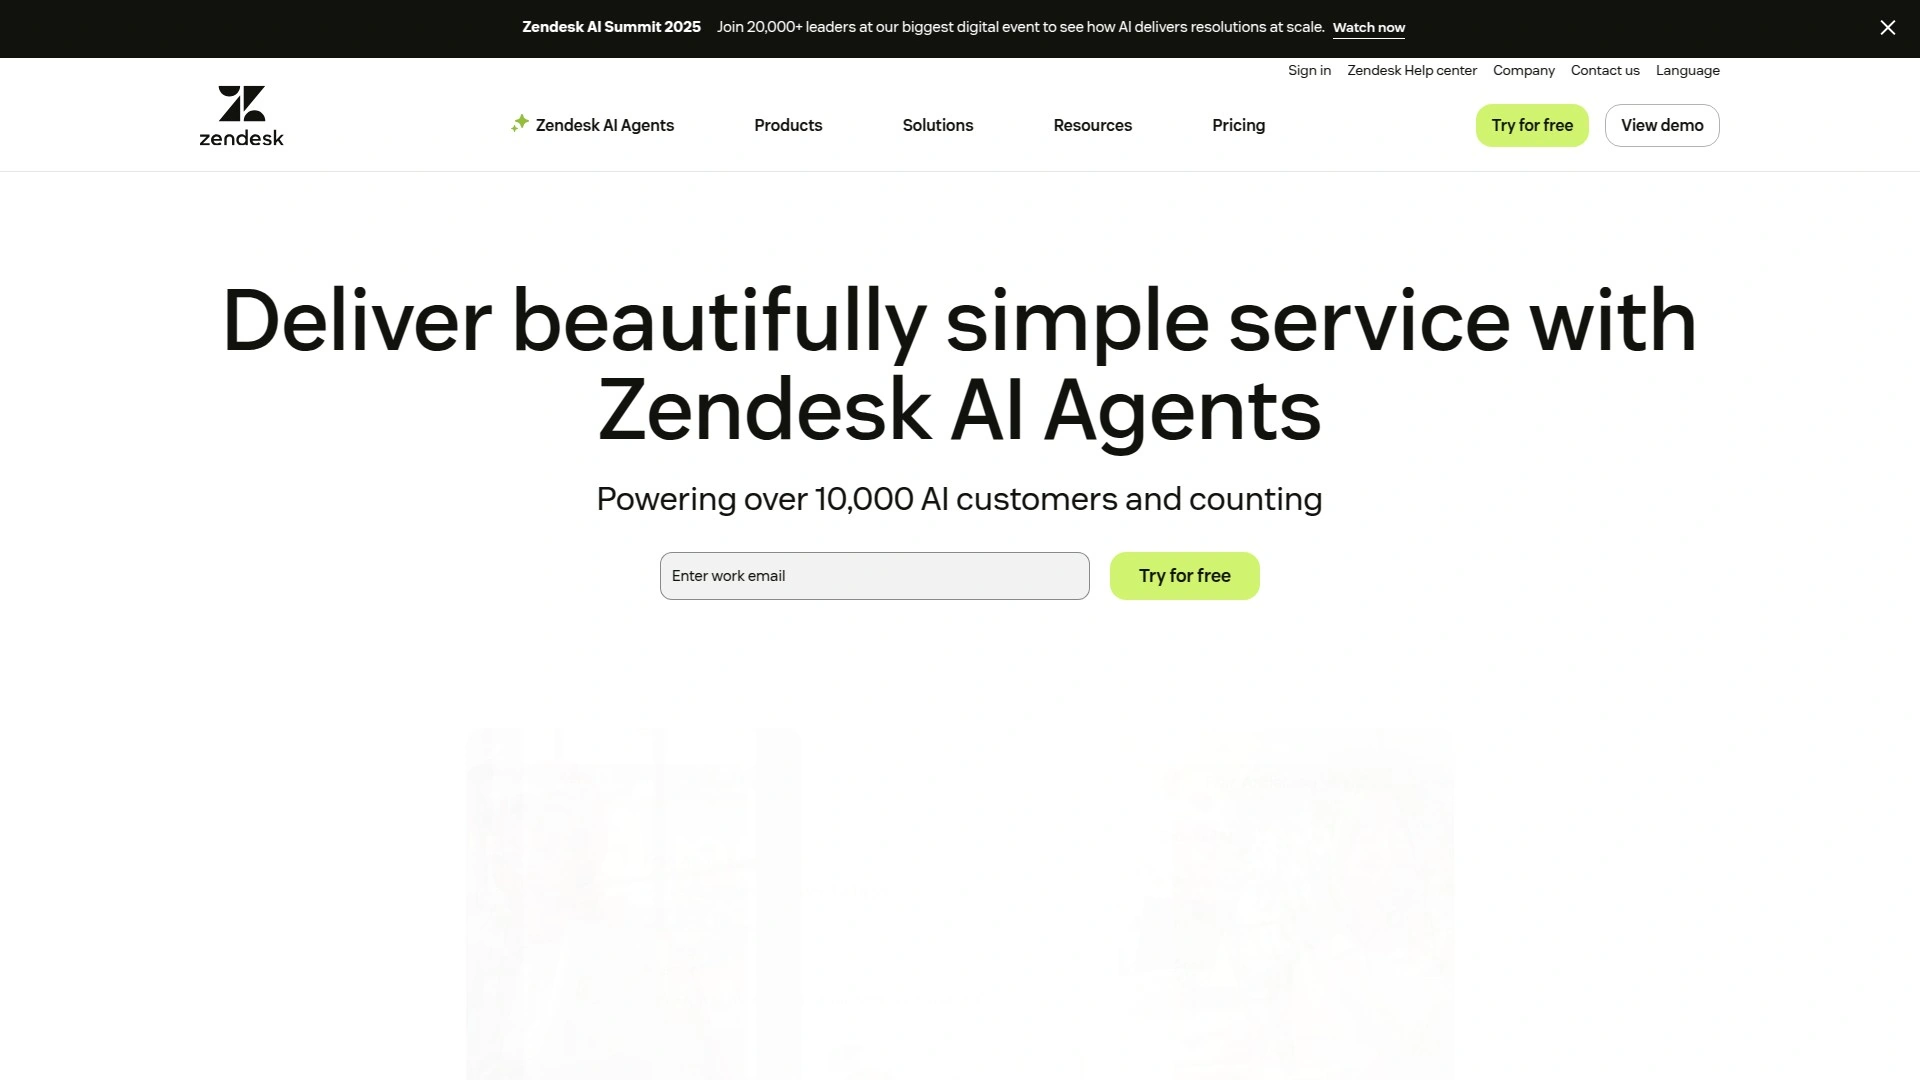 Zendesk AI Summit 2025 Join 20,000+ leaders at our biggest digital event to see how AI delivers resolutions at scale. Watch now
Sign in Zendesk Help center Company Contact us Language
zendesk
Zendesk AI Agents Products Solutions Resources Pricing Try for free View demo
Deliver beautifully simple service with
Zendesk AI Agents
Powering over 10,000 AI customers and counting
Enter work email Try for free